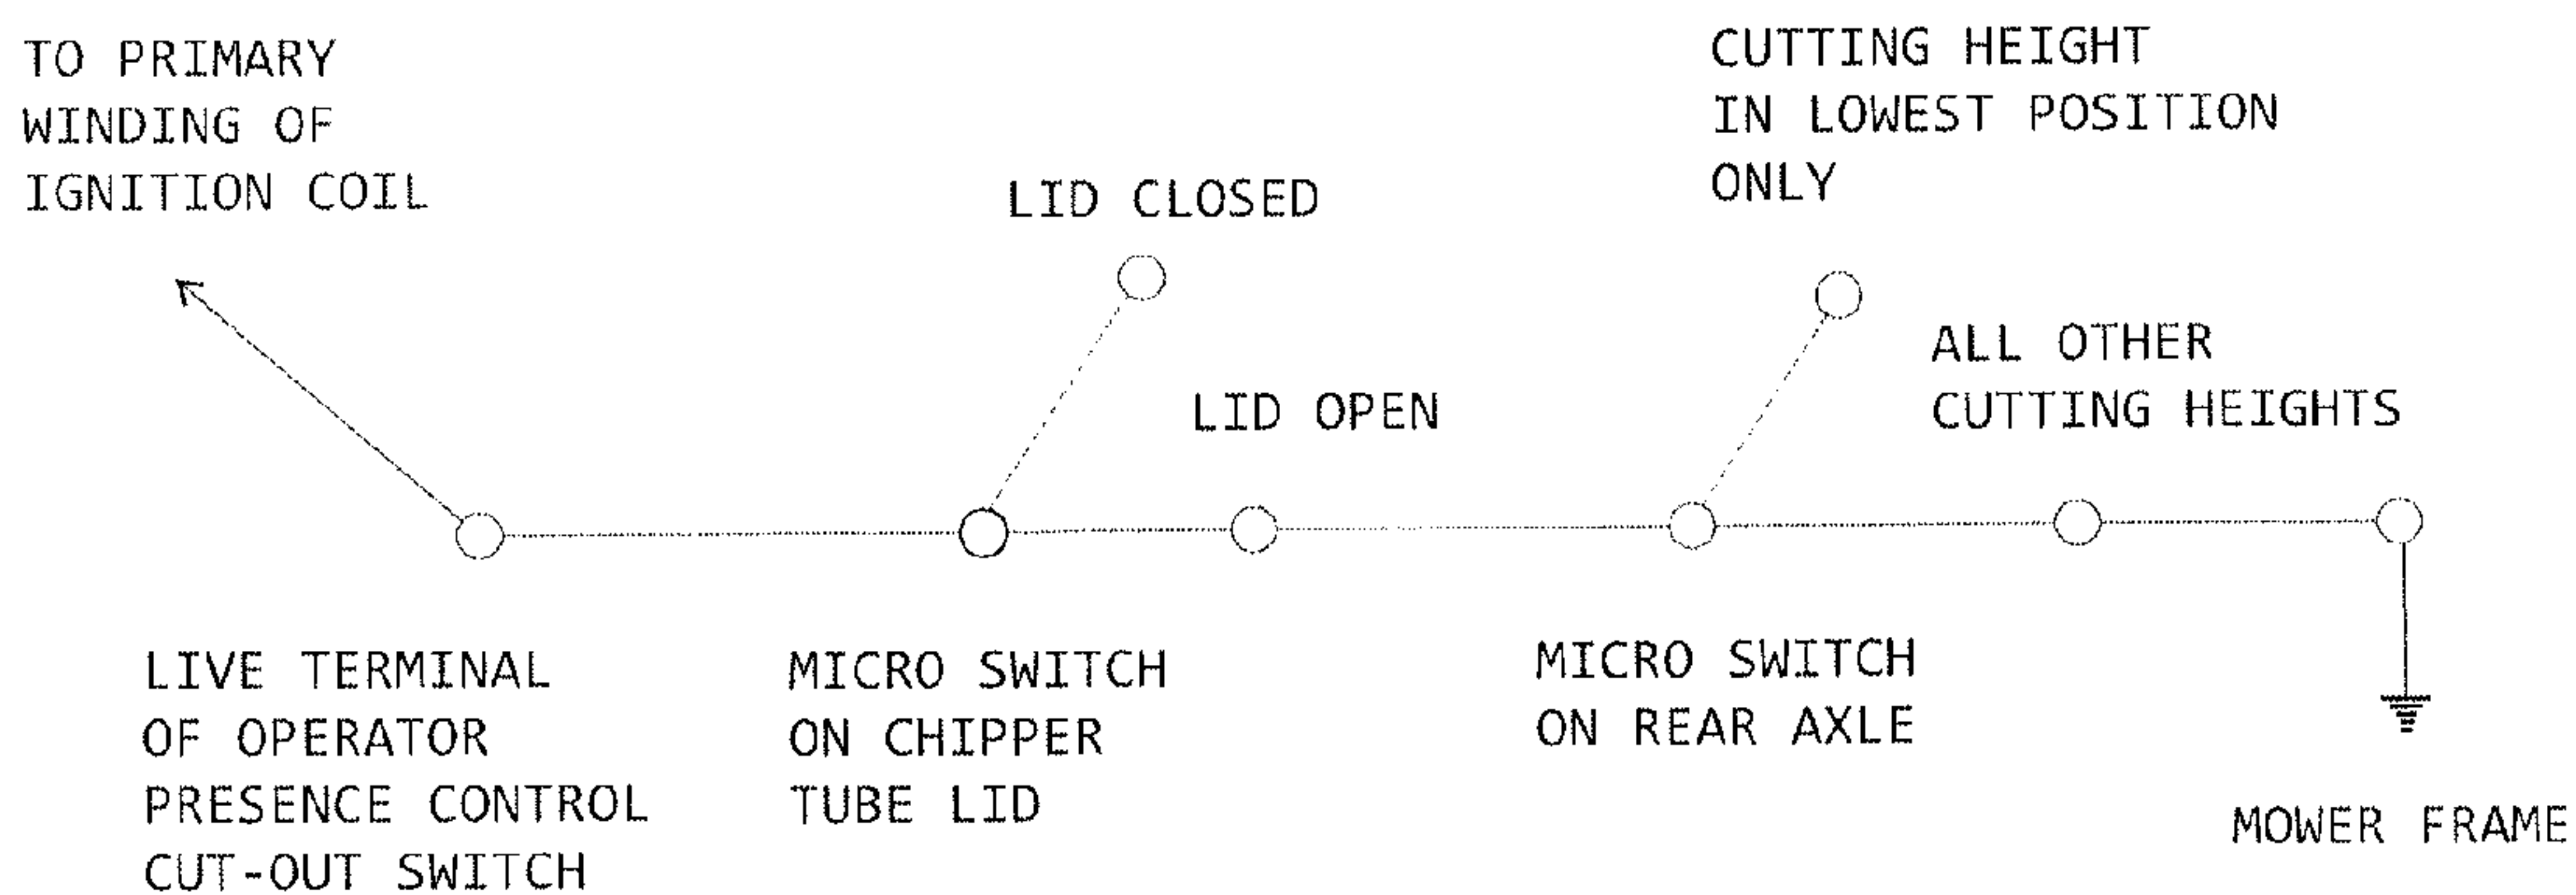 TO PRIMARY
WINDING OF
IGNITION COIL
LID CLOSED
CUTTING HEIGHT
IN LOWEST POSITION
ONLY
LID OPEN
ALL OTHER
CUTTING HEIGHTS
LIVE TERMINAL
OF OPERATOR
PRESENCE CONTROL
CUT-OUT SWITCH
MICRO SWITCH
ON CHIPPER
TUBE LID
MICRO SWITCH
ON REAR AXLE
MOWER FRAME